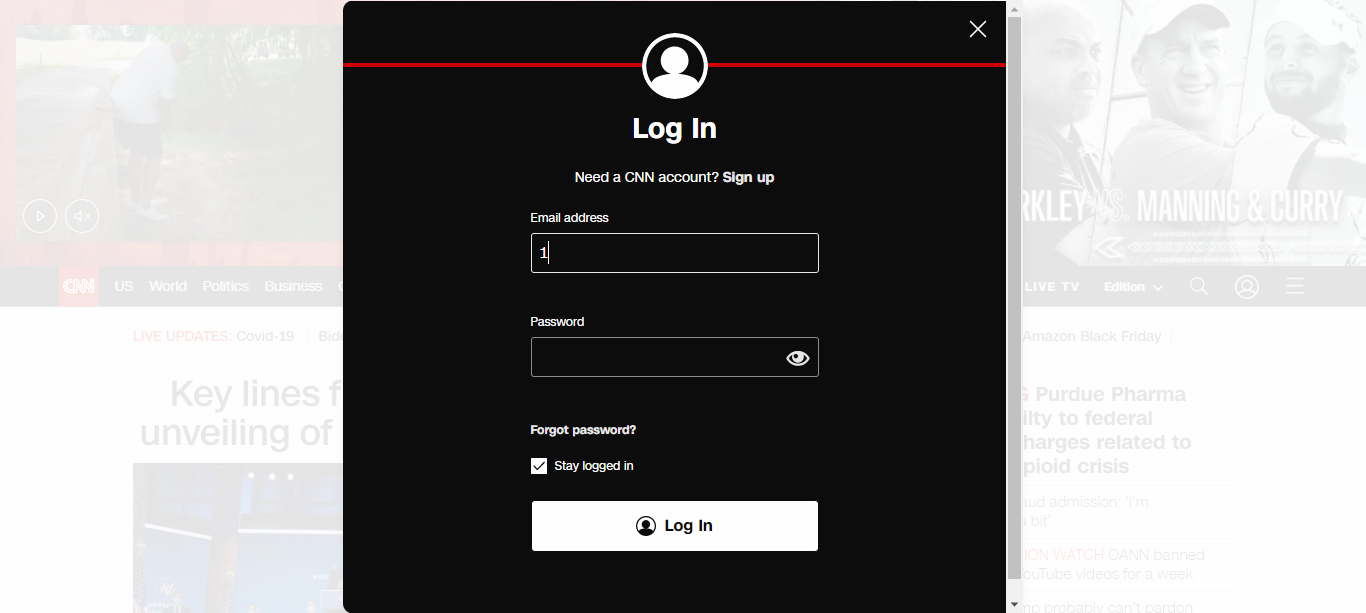 Log In
Need a CNN account? Sign up
Email address
1
Password
Forgot password?
Stay logged in
Log In
RKLEY VS. MANNING & CURRY
CNN US World Politics Business
LIVE TV Edition
LIVE UPDATES: Covid-19
Amazon Black Friday
Key lines f
unveiling of
G Purdue Pharma
ilty to federal
harges related to
pioid crisis
aud admission: 'I'm
a bit'
ION WATCH OANN banned
YouTube videos for a week
mp probably can't pardon